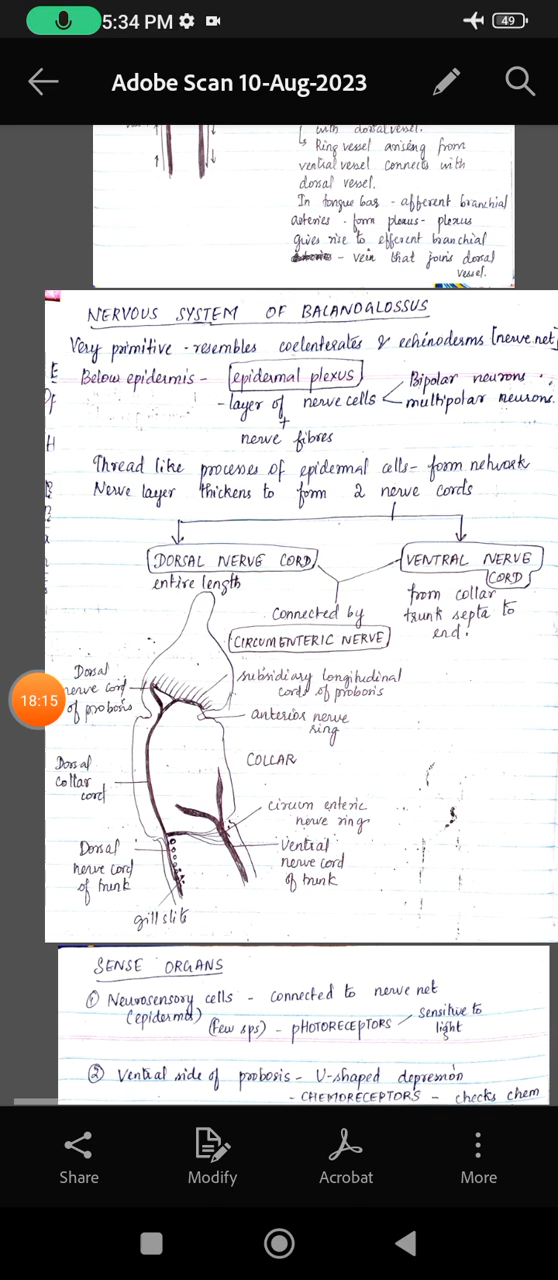 5:34 PM
49
Adobe Scan 10-Aug-2023
with dorsal vessel.
↳ Ring vessel arising from
ventral vessel connects with
dorsal vessel.
In tongue bar - afferent branchial
arteries - form plexus - plexus
gives rise to efferent branchial
- vein that joins dorsal
vessel.
NERVOUS SYSTEM OF BALANOGLOSSUS
Very primitive - resembles coelenterates & echinoderms [nerve net]
Below epidermis - epidermal plexus
- layer of nerve cells
Bipolar neurons
multipolar neurons.
+
nerve fibres
Thread like processes of epidermal cells - form network
Nerve layer thickens to form 2 nerve cords
DORSAL NERVE CORD
entire length
VENTRAL NERVE
CORD
from collar
trunk septa to
end.
Connected by
CIRCUMENTERIC NERVE
Dorsal
nerve cord
of probosis
subsidiary longitudinal
cords of probosis
anterior nerve
ring
18:15
COLLAR
Dorsal
collar
cord
circum enteric
nerve ring
Dorsal
nerve cord
of trunk
Ventral
nerve cord
of trunk
gill slits
SENSE ORGANS
① Neurosensory cells - connected to nerve net
(epidermal)
(Few sps) - PHOTORECEPTORS
sensitive to
light
② Ventral side of probosis - U-shaped depression
- CHEMORECEPTORS - checks chem
Share
Modify
Acrobat
More